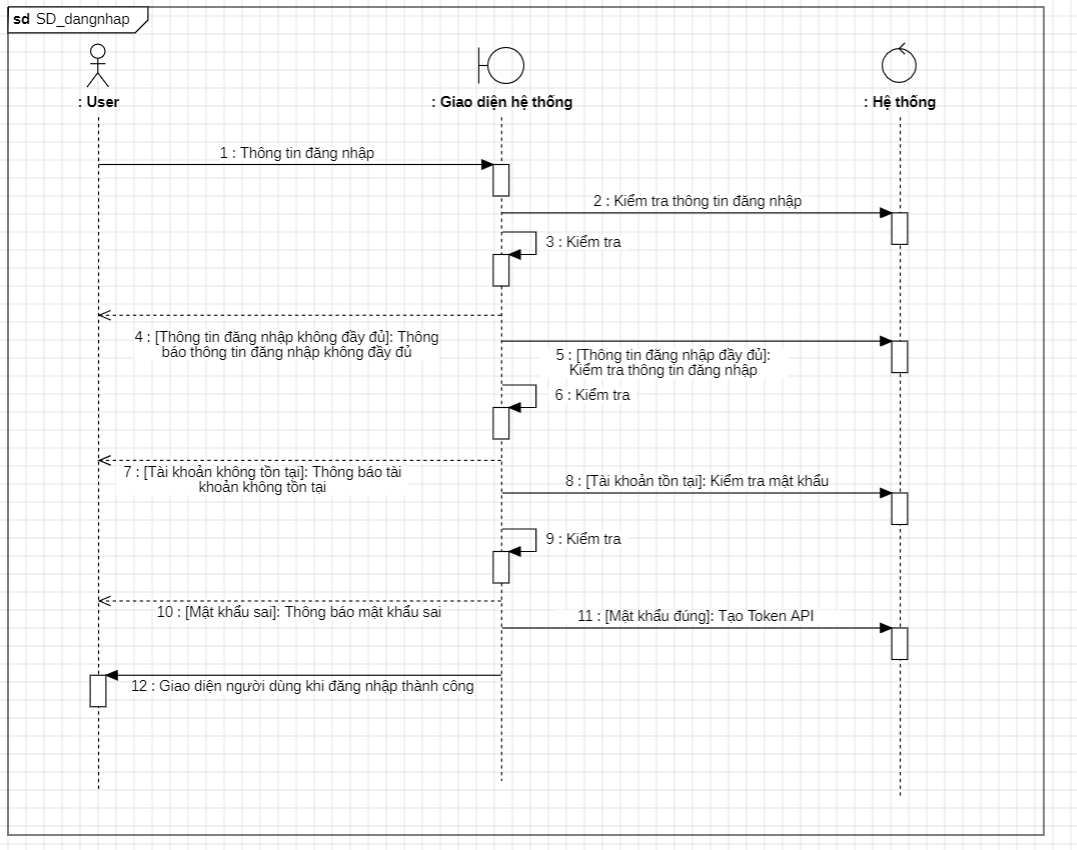 sd SD_dangnhap
: User
: Giao diện hệ thống
: Hệ thống
1 : Thông tin đăng nhập
2 : Kiểm tra thông tin đăng nhập
3 : Kiểm tra
4 : [Thông tin đăng nhập không đầy đủ]: Thông
báo thông tin đăng nhập không đầy đủ
5 : [Thông tin đăng nhập đầy đủ]:
Kiểm tra thông tin đăng nhập
6 : Kiểm tra
7 : [Tài khoản không tồn tại]: Thông báo tài
khoản không tồn tại
8 : [Tài khoản tồn tại]: Kiểm tra mật khẩu
9 : Kiểm tra
10 : [Mật khẩu sai]: Thông báo mật khẩu sai
11 : [Mật khẩu đúng]: Tạo Token API
12 : Giao diện người dùng khi đăng nhập thành công